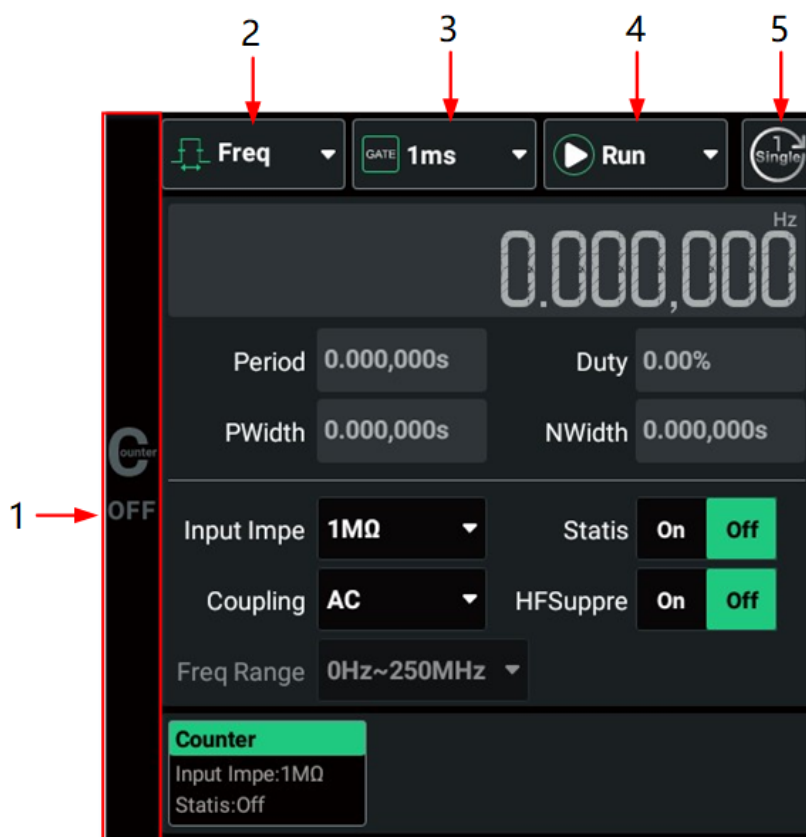 2 3 4 5
Freq GATE 1ms Run 1 Single
Hz
0.000,000
Period 0.000,000s Duty 0.00%
PWidth 0.000,000s NWidth 0.000,000s
Counter
1 OFF
Input Impe 1MΩ Statis On Off
Coupling AC HFSuppre On Off
Freq Range 0Hz~250MHz
Counter
Input Impe:1MΩ
Statis:Off